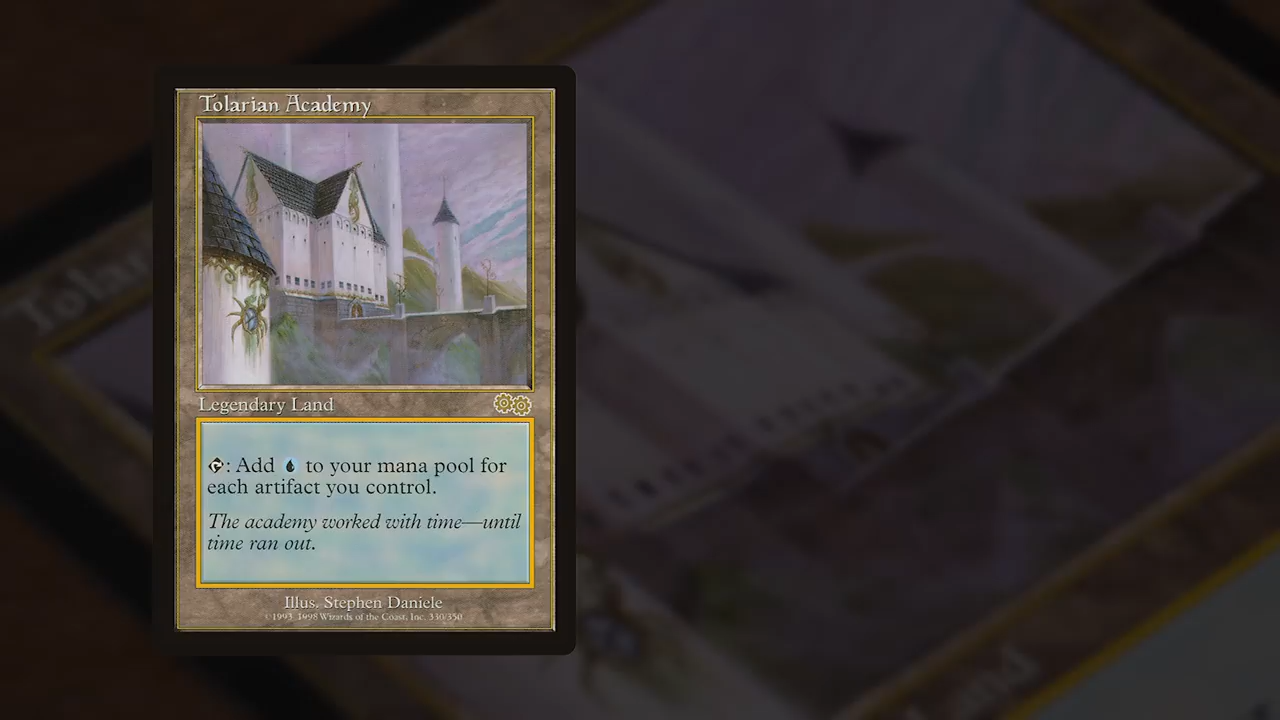 Tolarian Academy
Legendary Land
: Add to your mana pool for
each artifact you control.
The academy worked with time—until
time ran out.
Illus. Stephen Daniele
©1993–1998 Wizards of the Coast, Inc. 330/350
and